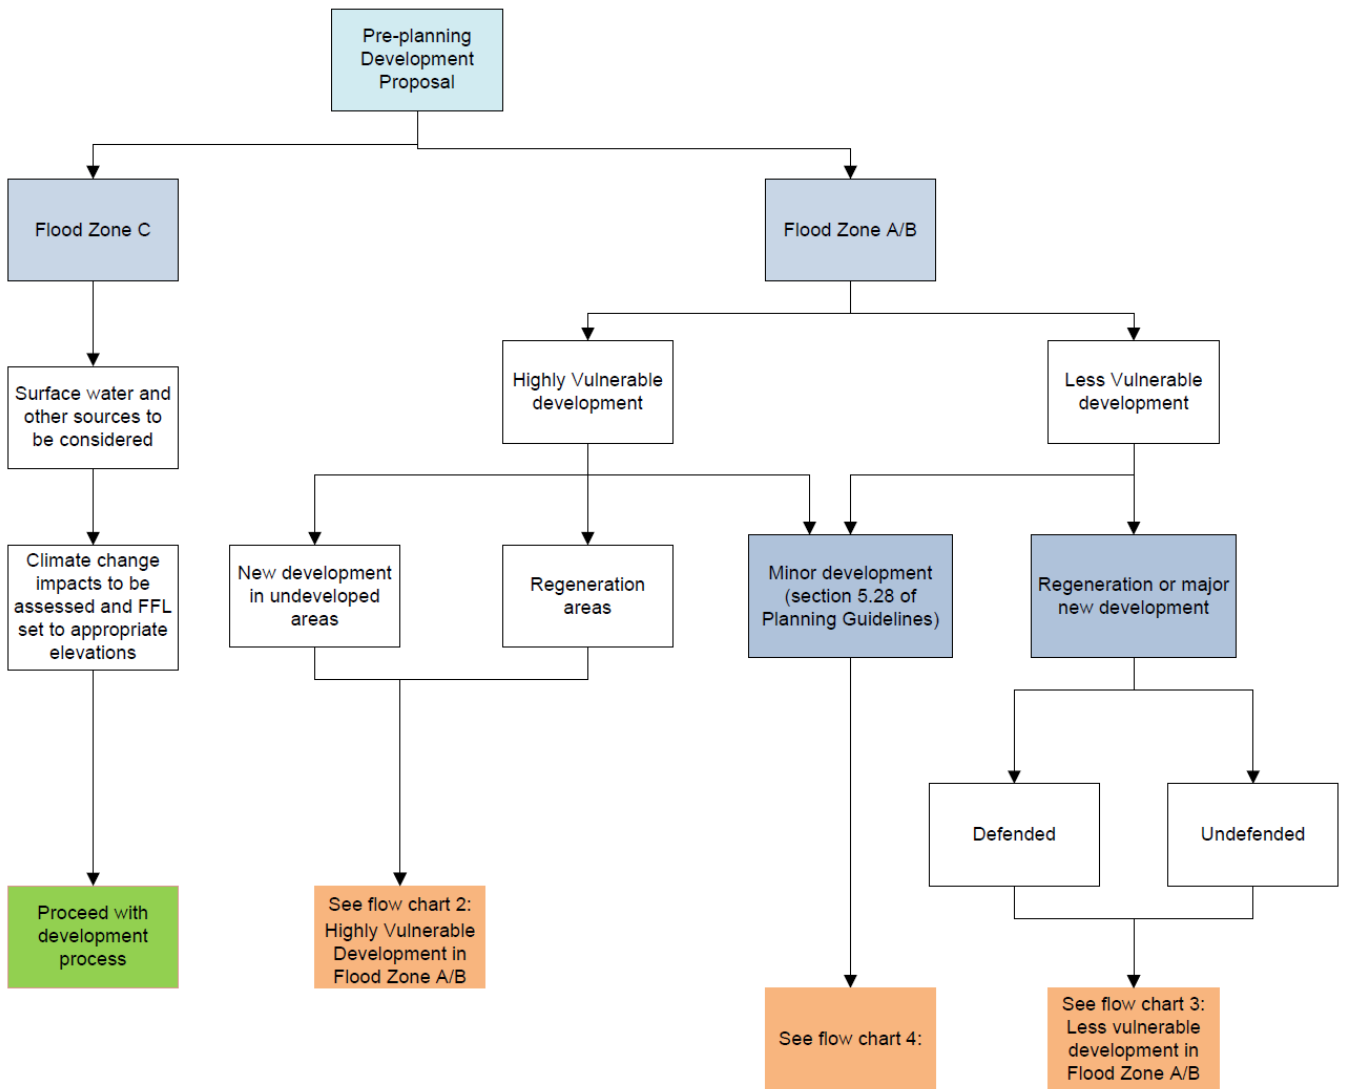 Pre-planning
Development
Proposal
Flood Zone C
Flood Zone A/B
Highly Vulnerable
development
Less Vulnerable
development
Surface water and
other sources to
be considered
New development
in undeveloped
areas
Regeneration
areas
Minor development
(section 5.28 of
Planning Guidelines)
Regeneration or major
new development
Climate change
impacts to be
assessed and FFL
set to appropriate
elevations
Defended
Undefended
Proceed with
development
process
See flow chart 2:
Highly Vulnerable
Development in
Flood Zone A/B
See flow chart 4:
See flow chart 3:
Less vulnerable
development in
Flood Zone A/B